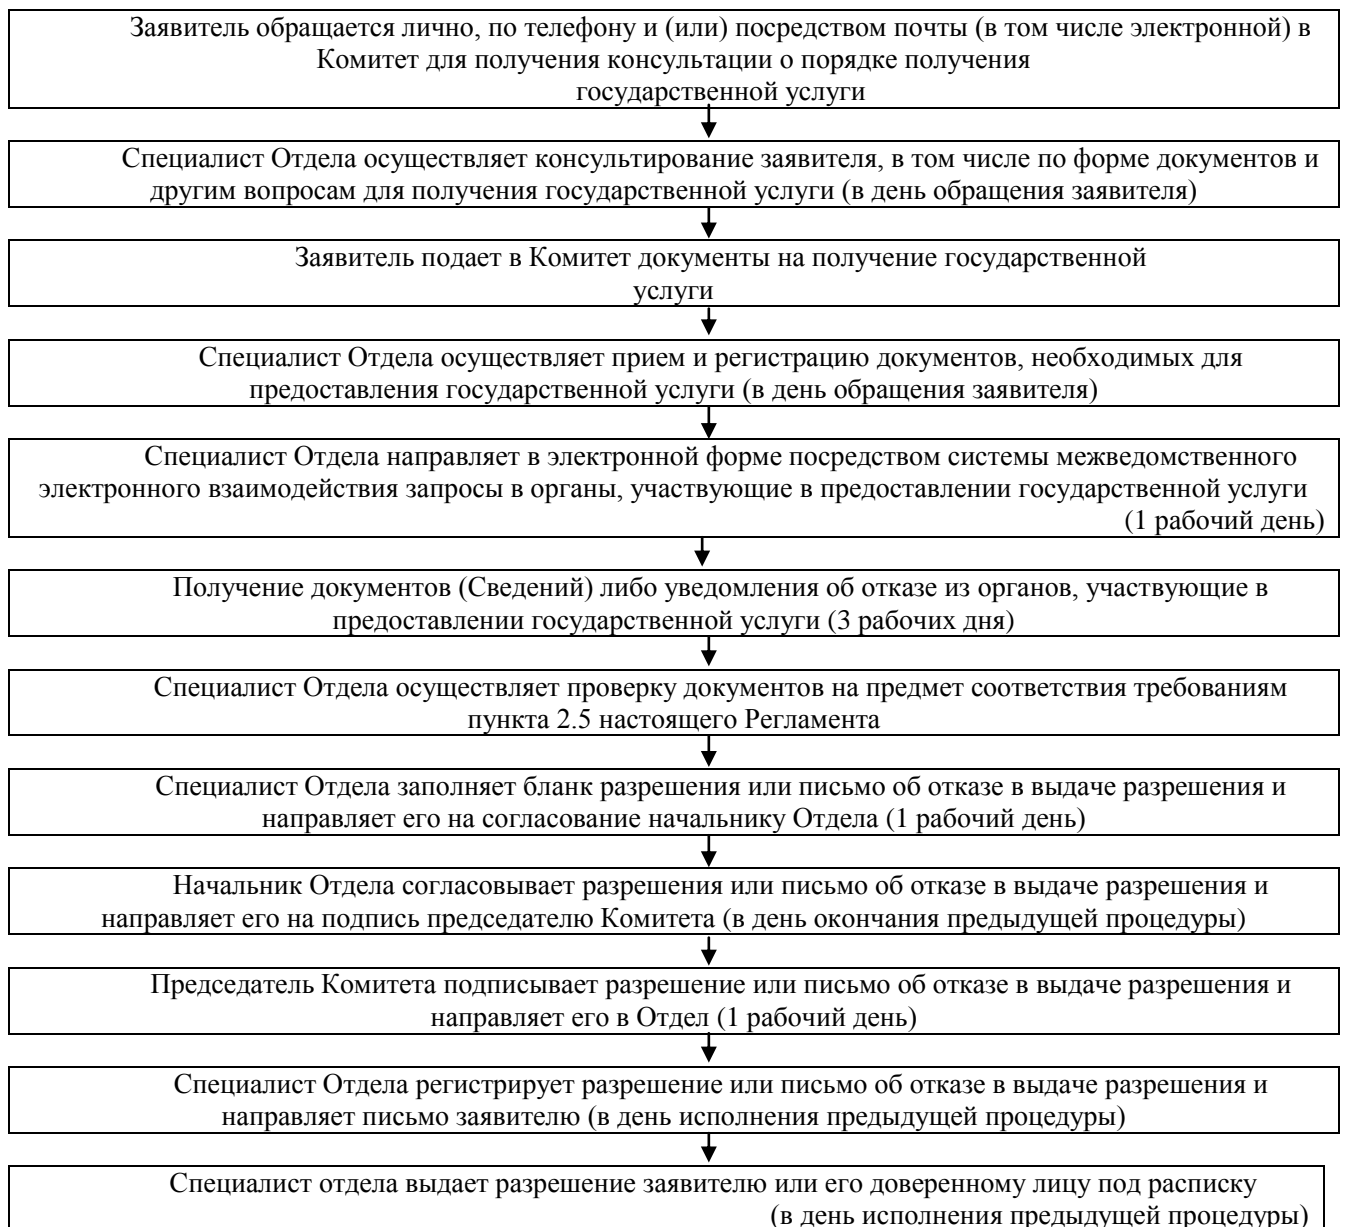 Заявитель обращается лично, по телефону и (или) посредством почты (в том числе электронной) в
Комитет для получения консультации о порядке получения
государственной услуги
Специалист Отдела осуществляет консультирование заявителя, в том числе по форме документов и
другим вопросам для получения государственной услуги (в день обращения заявителя)
Заявитель подает в Комитет документы на получение государственной
услуги
Специалист Отдела осуществляет прием и регистрацию документов, необходимых для
предоставления государственной услуги (в день обращения заявителя)
Специалист Отдела направляет в электронной форме посредством системы межведомственного
электронного взаимодействия запросы в органы, участвующие в предоставлении государственной услуги
(1 рабочий день)
Получение документов (Сведений) либо уведомления об отказе из органов, участвующие в
предоставлении государственной услуги (3 рабочих дня)
Специалист Отдела осуществляет проверку документов на предмет соответствия требованиям
пункта 2.5 настоящего Регламента
Специалист Отдела заполняет бланк разрешения или письмо об отказе в выдаче разрешения и
направляет его на согласование начальнику Отдела (1 рабочий день)
Начальник Отдела согласовывает разрешения или письмо об отказе в выдаче разрешения и
направляет его на подпись председателю Комитета (в день окончания предыдущей процедуры)
Председатель Комитета подписывает разрешение или письмо об отказе в выдаче разрешения и
направляет его в Отдел (1 рабочий день)
Специалист Отдела регистрирует разрешение или письмо об отказе в выдаче разрешения и
направляет письмо заявителю (в день исполнения предыдущей процедуры)
Специалист отдела выдает разрешение заявителю или его доверенному лицу под расписку
(в день исполнения предыдущей процедуры)